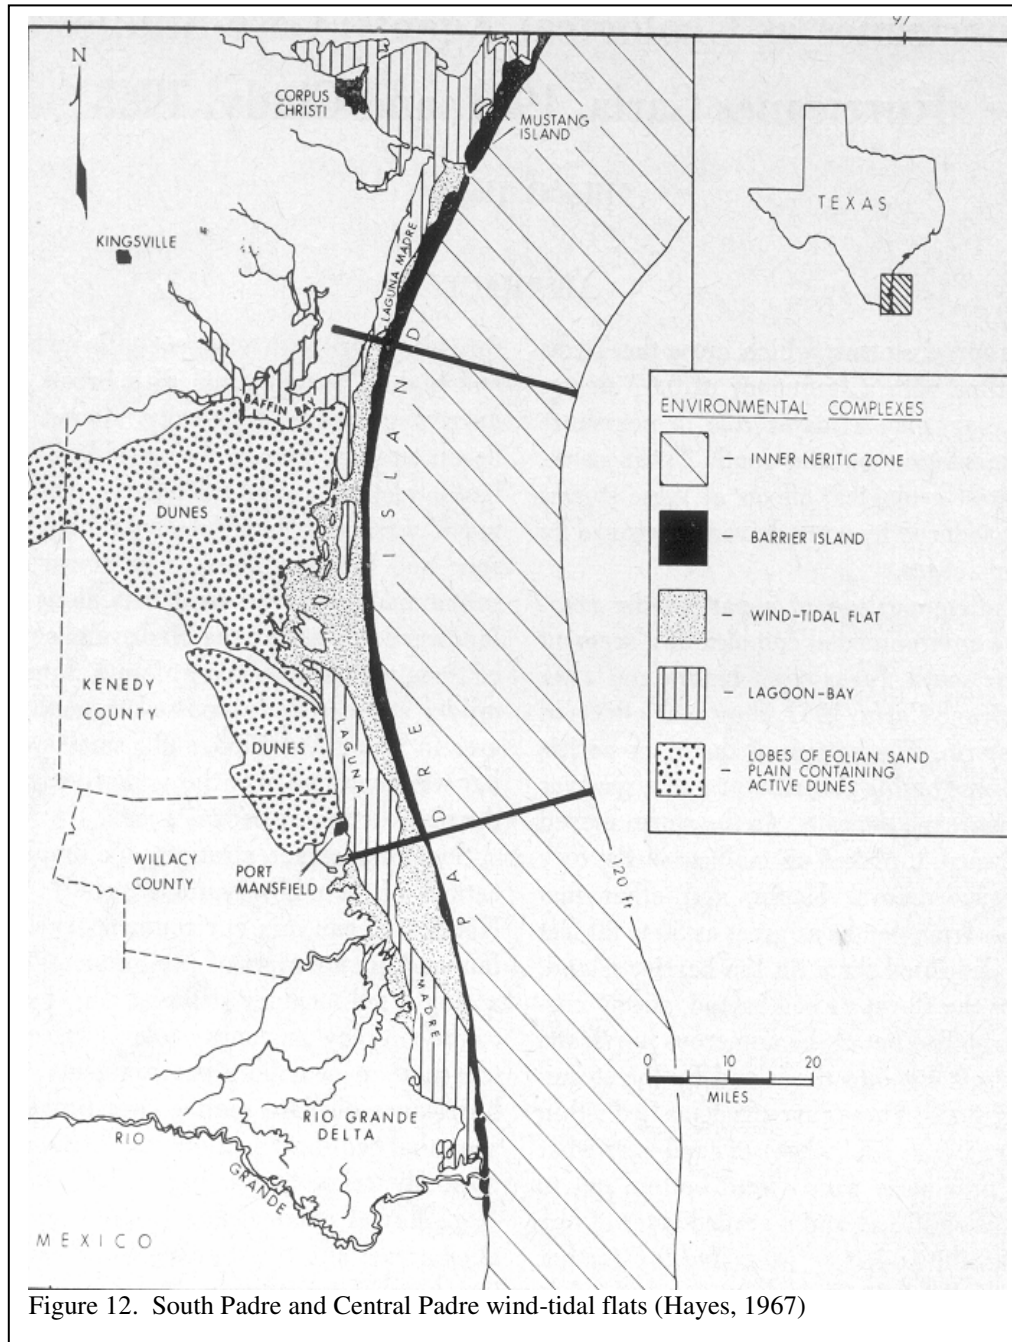 97
N
CORPUS
CHRISTI
MUSTANG
ISLAND
TEXAS
KINGSVILLE
LAGUNA MADRE
BAFFIN BAY
PADRE ISLAND
DUNES
ENVIRONMENTAL COMPLEXES
INNER NERITIC ZONE
- BARRIER ISLAND
- WIND-TIDAL FLAT
- LAGOON-BAY
- LOBES OF EOLIAN SAND
PLAIN CONTAINING
ACTIVE DUNES
KENEDY
COUNTY
DUNES
LAGUNA
MADRE
WILLACY
COUNTY
PORT
MANSFIELD
120 ft
0 10 20
MILES
RIO GRANDE
DELTA
RIO
GRANDE
MEXICO
Figure 12. South Padre and Central Padre wind-tidal flats (Hayes, 1967)